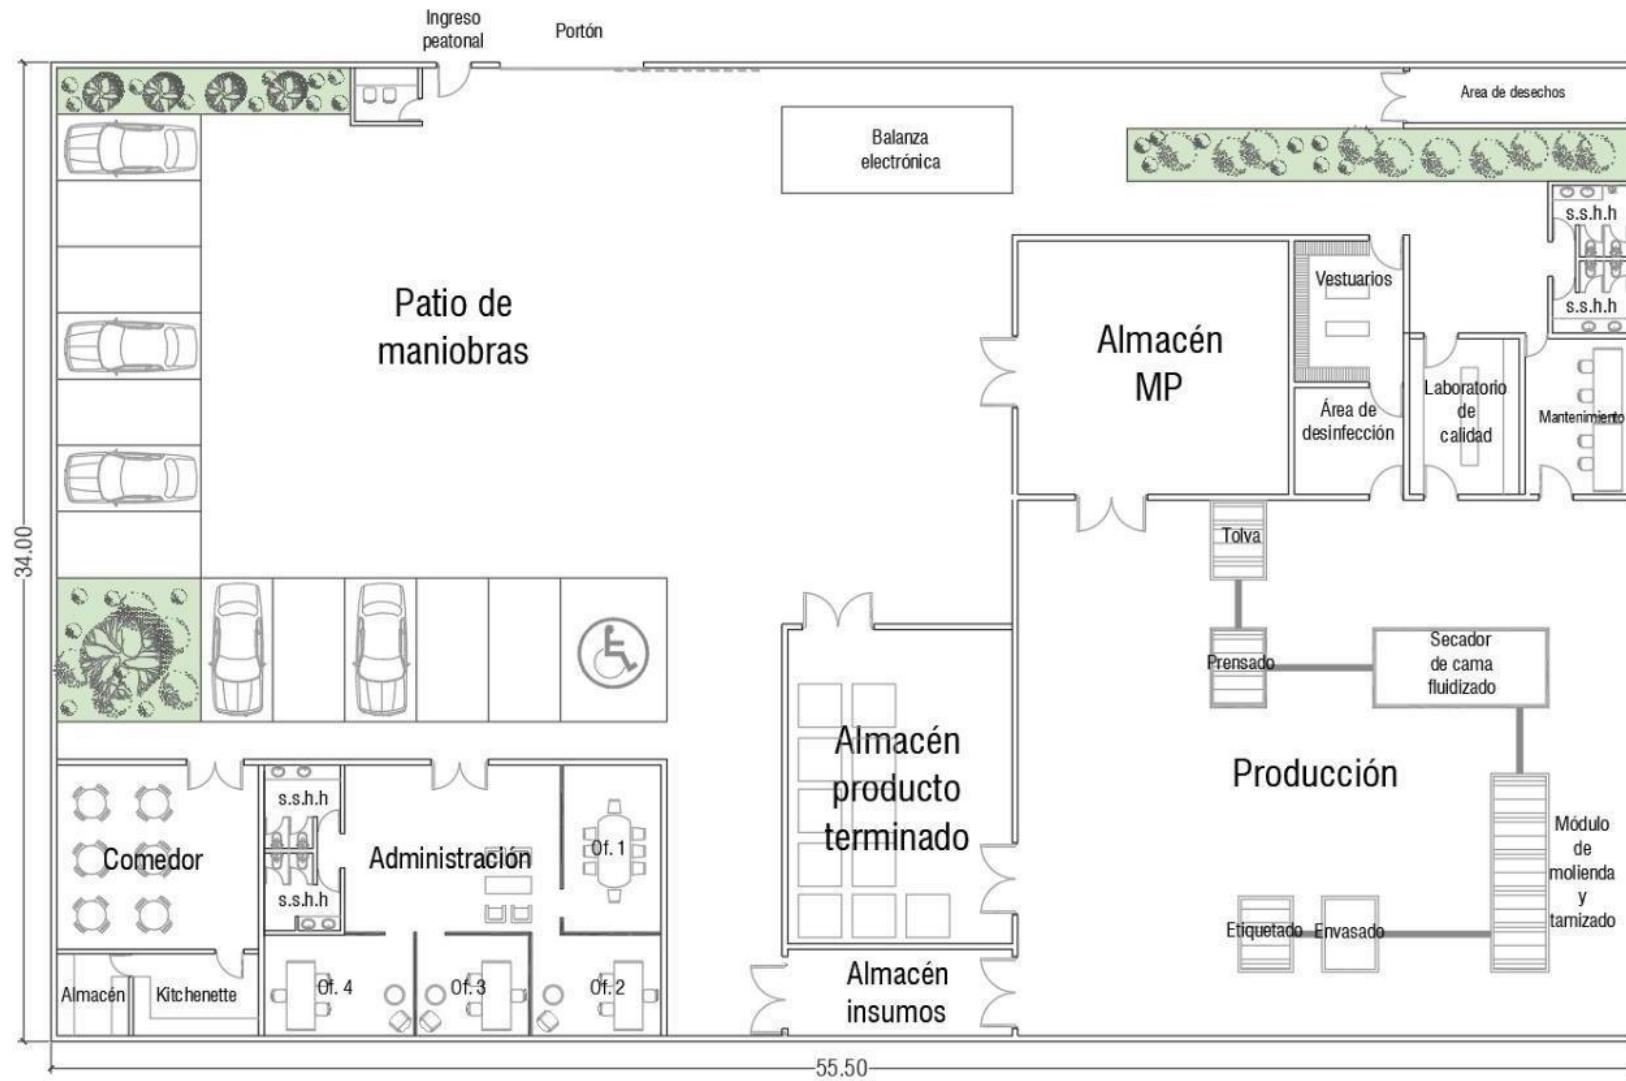 Ingreso
peatonal
Portón
Area de desechos
Balanza
electrónica
s.s.h.h
s.s.h.h
Vestuarios
Patio de
maniobras
Almacén
MP
Área de
desinfección
Laboratorio
de
calidad
Mantenimiento
34.00
Tolva
Prensado
Secador
de cama
fluidizado
Almacén
producto
terminado
Producción
Módulo
de
molienda
y
tamizado
s.s.h.h
Comedor
Administración
Of. 1
s.s.h.h
Etiquetado
Envasado
Almacén
Kitchenette
Of. 4
Of. 3
Of. 2
Almacén
insumos
55.50